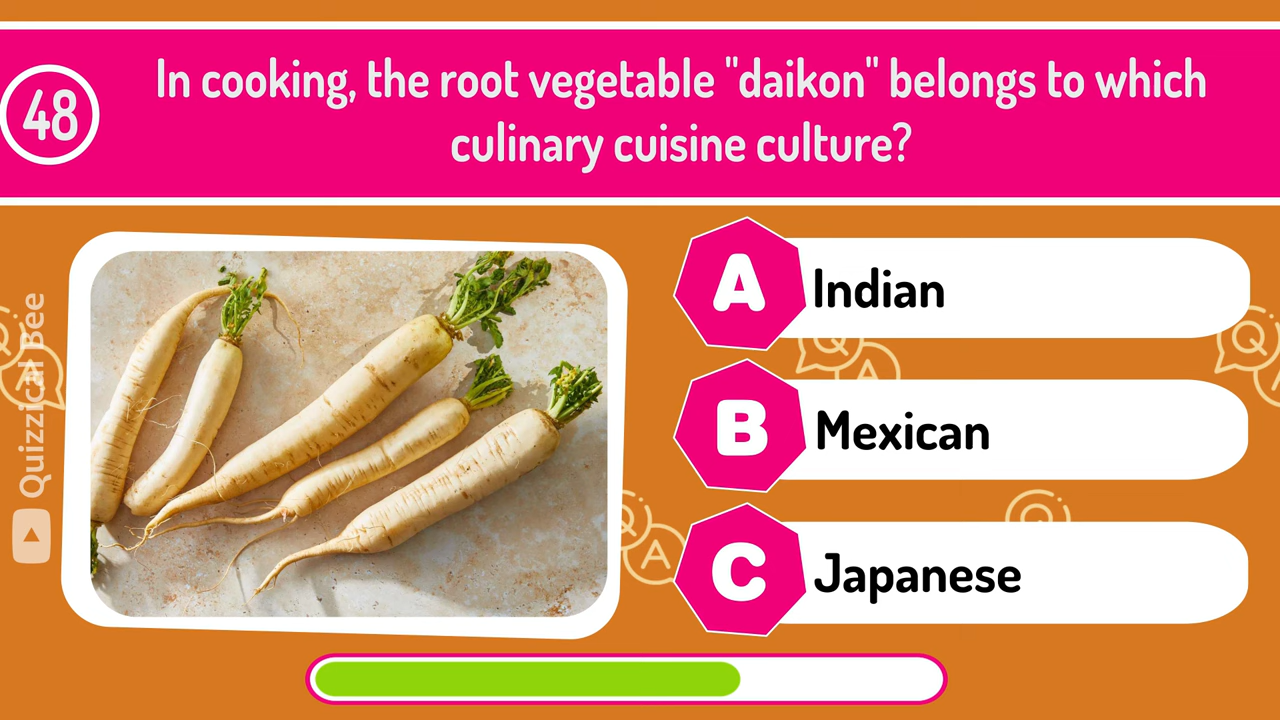 48
In cooking, the root vegetable "daikon" belongs to which
culinary cuisine culture?
Quizzical Bee
A Indian
B Mexican
C Japanese
Q
A
Q
A
Q
Q
A
Q